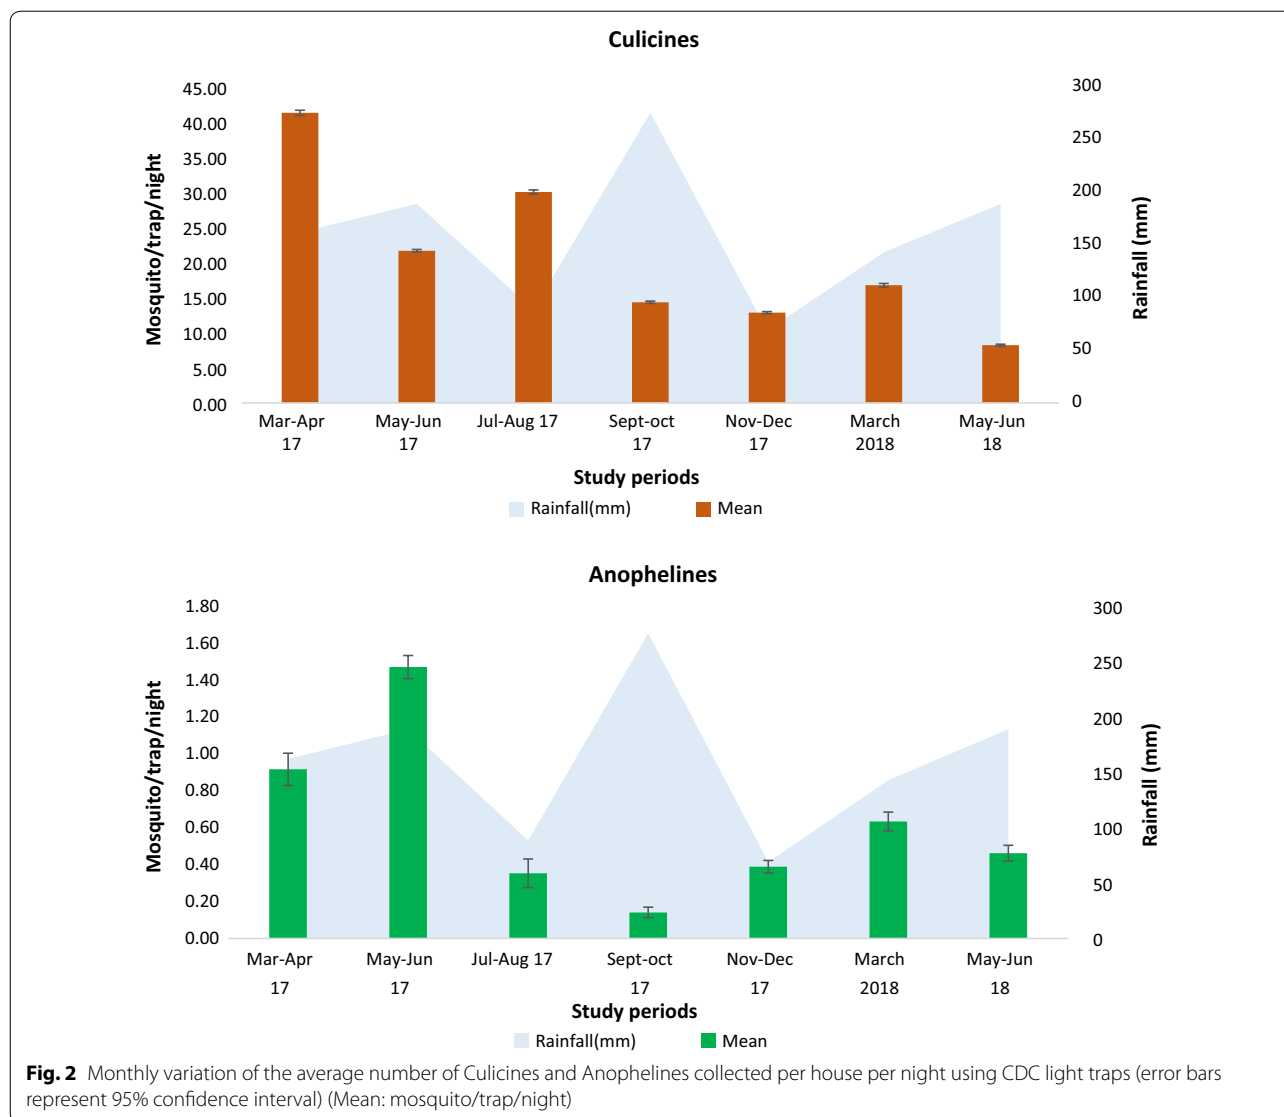 Culicines
Mosquito/trap/night
45.00
40.00
35.00
30.00
25.00
20.00
15.00
10.00
5.00
0.00
300
250
200
150
100
50
0
Rainfall (mm)
Mar-Apr 17
May-Jun 17
Jul-Aug 17
Sept-oct 17
Nov-Dec 17
March 2018
May-Jun 18
Study periods
Rainfall(mm)
Mean
Anophelines
Mosquito/trap/night
1.80
1.60
1.40
1.20
1.00
0.80
0.60
0.40
0.20
0.00
300
250
200
150
100
50
0
Rainfall (mm)
Mar-Apr 17
May-Jun 17
Jul-Aug 17
Sept-oct 17
Nov-Dec 17
March 2018
May-Jun 18
Study periods
Rainfall(mm)
Mean
Fig. 2 Monthly variation of the average number of Culicines and Anophelines collected per house per night using CDC light traps (error bars
represent 95% confidence interval) (Mean: mosquito/trap/night)